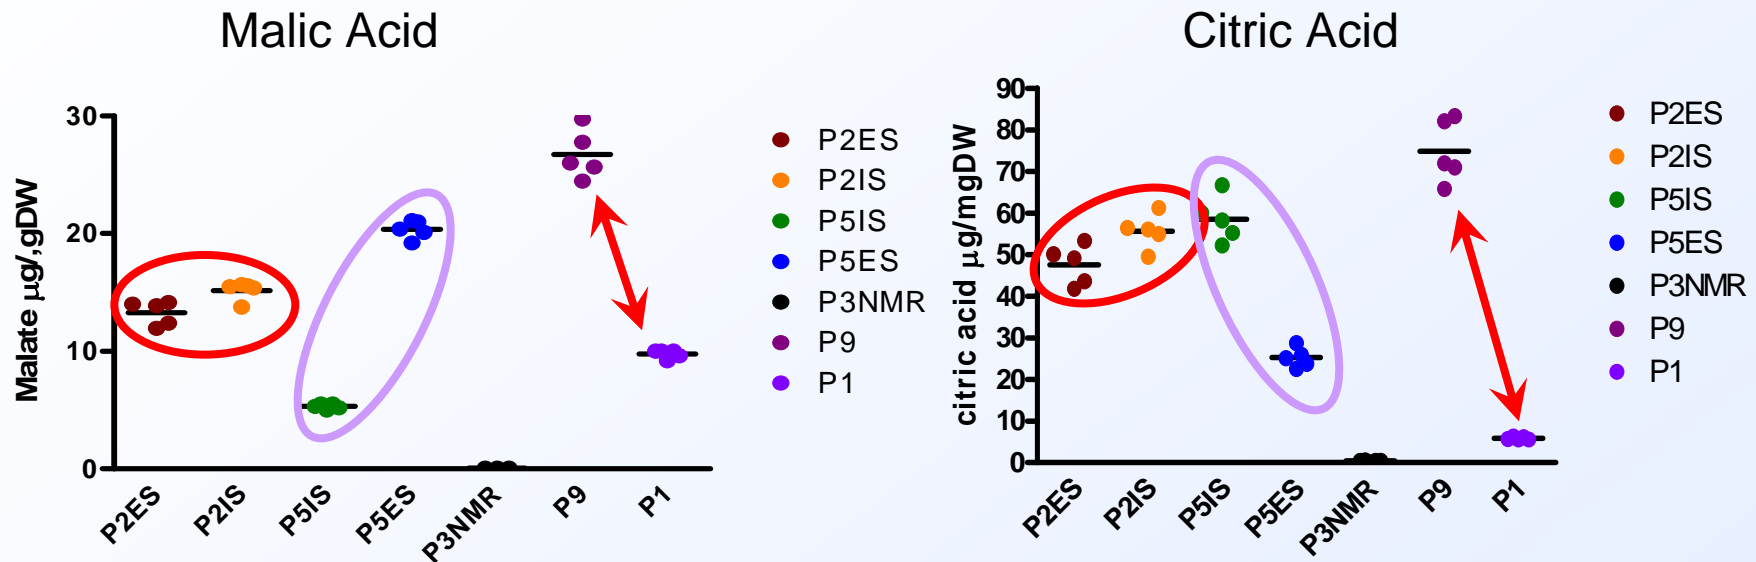 Malic Acid
Malate µg/,gDW
30
20
10
0
P2ES
P2IS
P5IS
P5ES
P3NMR
P9
P1
P2ES
P2IS
P5IS
P5ES
P3NMR
P9
P1
Citric Acid
citric acid µg/mgDW
90
80
70
60
50
40
30
20
10
0
P2ES
P2IS
P5IS
P5ES
P3NMR
P9
P1
P2ES
P2IS
P5IS
P5ES
P3NMR
P9
P1